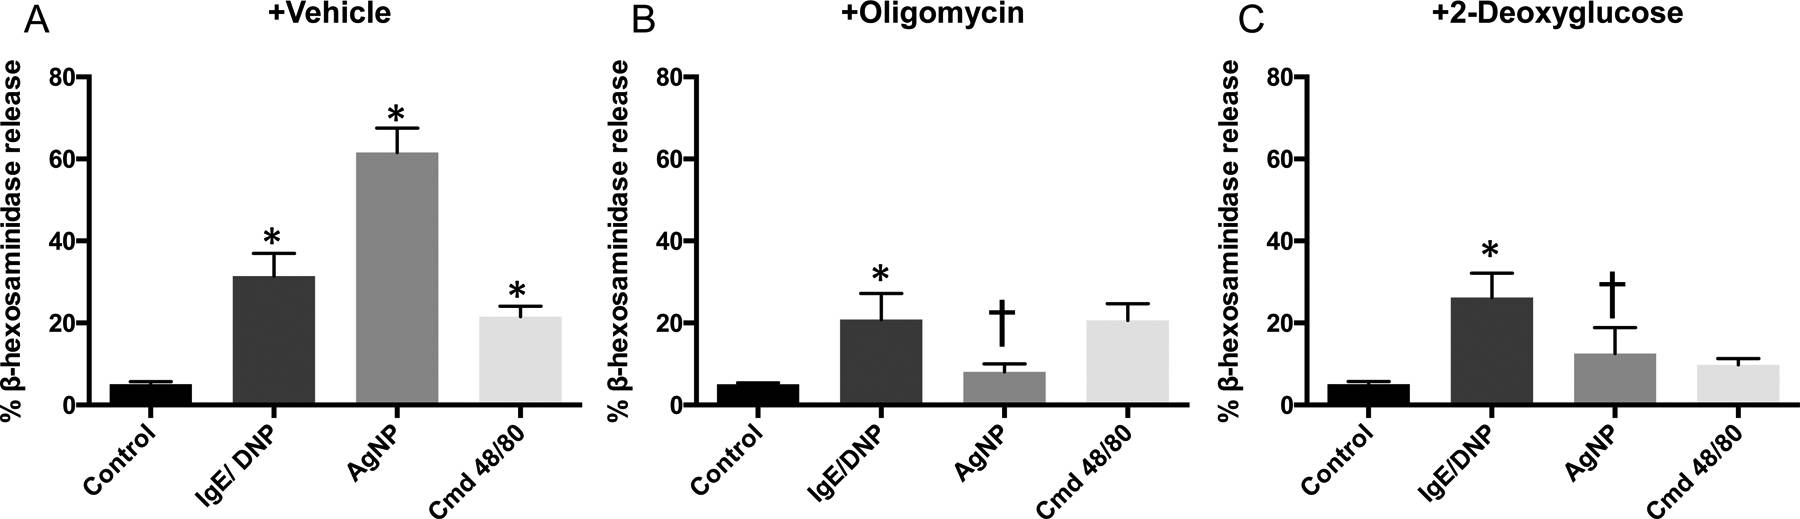 A +Vehicle
% β-hexosaminidase release
80
60
40
20
0
*
*
*
Control
IgE/ DNP
AgNP
Cmd 48/80
B +Oligomycin
% β-hexosaminidase release
80
60
40
20
0
*
†
Control
IgE/DNP
AgNP
Cmd 48/80
C +2-Deoxyglucose
% β-hexosaminidase release
80
60
40
20
0
*
†
Control
IgE/DNP
AgNP
Cmd 48/80